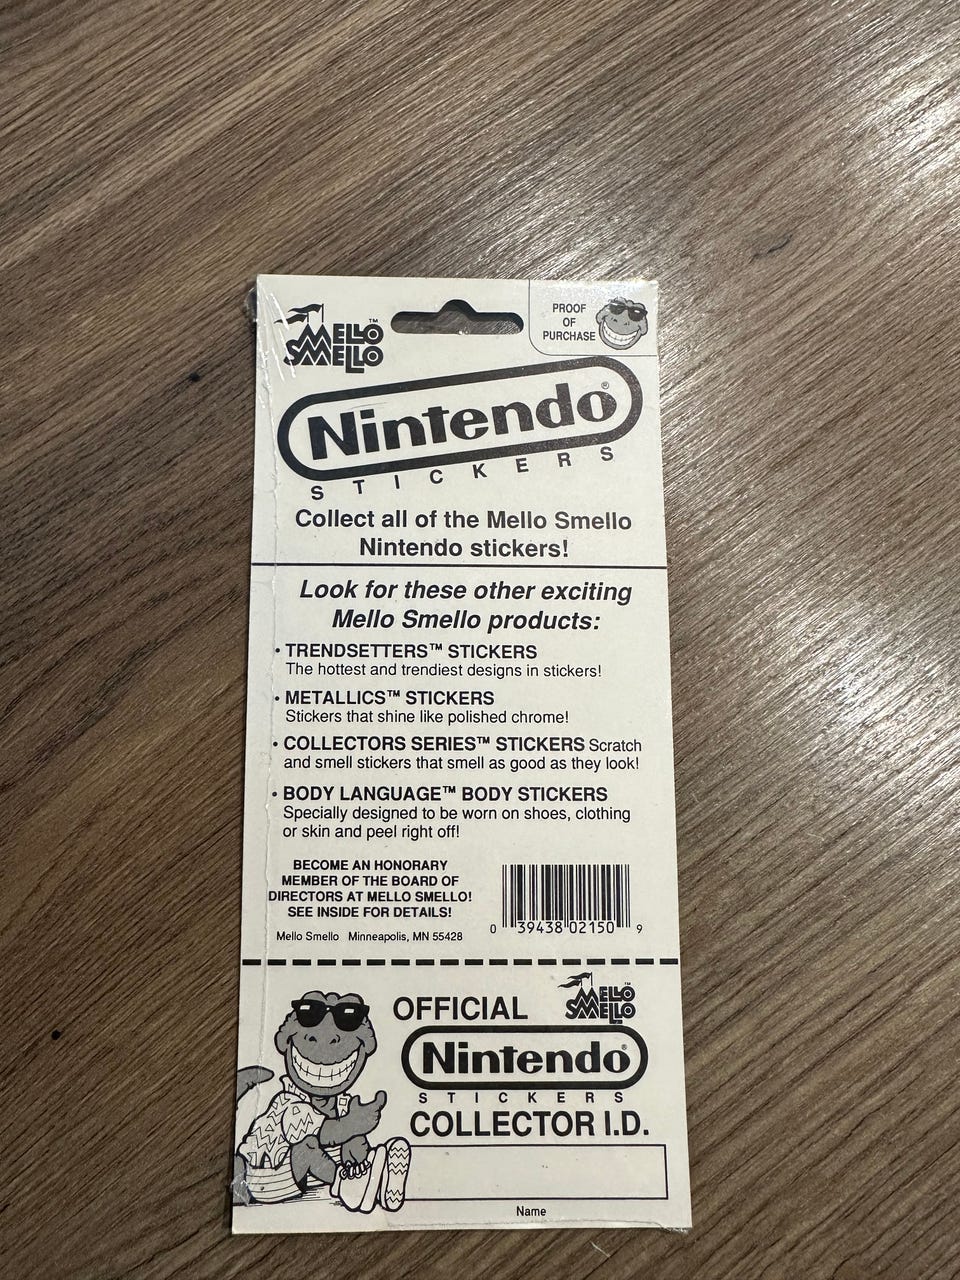 MELLO SMELLO™
PROOF
OF
PURCHASE
Nintendo®
STICKERS
Collect all of the Mello Smello
Nintendo stickers!
Look for these other exciting
Mello Smello products:
• TRENDSETTERS™ STICKERS
The hottest and trendiest designs in stickers!
• METALLICS™ STICKERS
Stickers that shine like polished chrome!
• COLLECTORS SERIES™ STICKERS Scratch
and smell stickers that smell as good as they look!
• BODY LANGUAGE™ BODY STICKERS
Specially designed to be worn on shoes, clothing
or skin and peel right off!
BECOME AN HONORARY
MEMBER OF THE BOARD OF
DIRECTORS AT MELLO SMELLO!
SEE INSIDE FOR DETAILS!
Mello Smello Minneapolis, MN 55428
0 39438 02150 9
OFFICIAL
MELLO SMELLO™
Nintendo®
STICKERS
COLLECTOR I.D.
Name